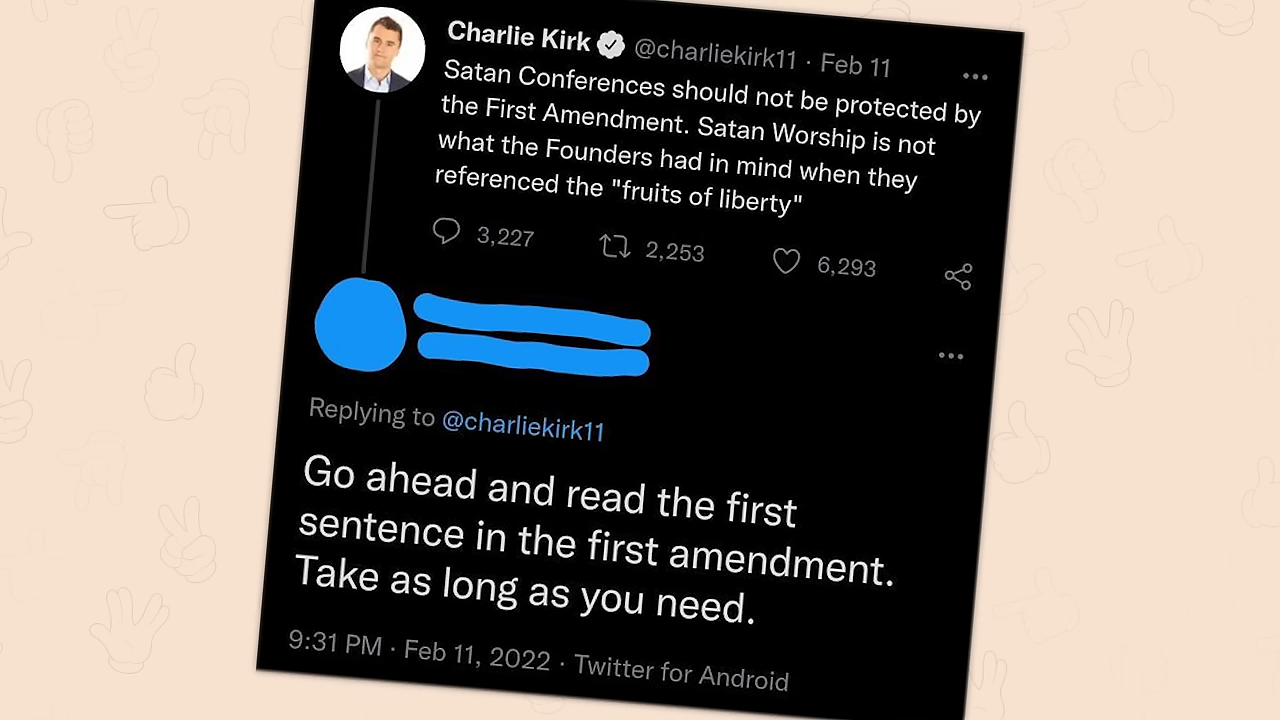 Charlie Kirk @charliekirk11 · Feb 11
Satan Conferences should not be protected by
the First Amendment. Satan Worship is not
what the Founders had in mind when they
referenced the "fruits of liberty"
3,227 2,253 6,293
Replying to @charliekirk11
Go ahead and read the first
sentence in the first amendment.
Take as long as you need.
9:31 PM · Feb 11, 2022 · Twitter for Android